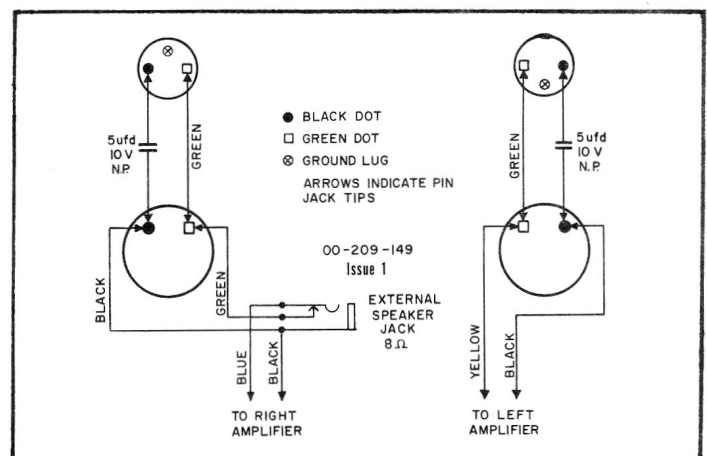 ● BLACK DOT
□ GREEN DOT
⊗ GROUND LUG
ARROWS INDICATE PIN
JACK TIPS
5ufd
10 V
N.P.
GREEN
GREEN
5ufd
10 V
N.P.
00-209-149
Issue 1
BLACK
GREEN
EXTERNAL
SPEAKER
JACK
8Ω
BLUE
BLACK
TO RIGHT
AMPLIFIER
YELLOW
BLACK
TO LEFT
AMPLIFIER